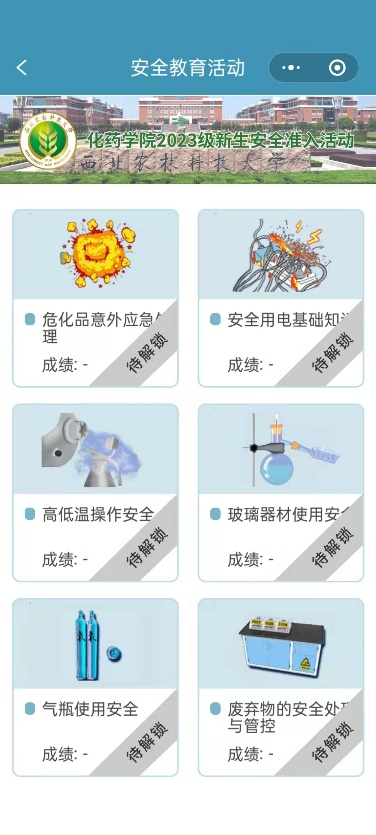 安全教育活动
化药学院2023级新生安全准入活动
西北农林科技大学
危化品意外应急处
理
成绩: -
待解锁
安全用电基础知识
成绩: -
待解锁
高低温操作安全
成绩: -
待解锁
玻璃器材使用安全
成绩: -
待解锁
气瓶使用安全
成绩: -
待解锁
废弃物的安全处理
与管控
成绩: -
待解锁